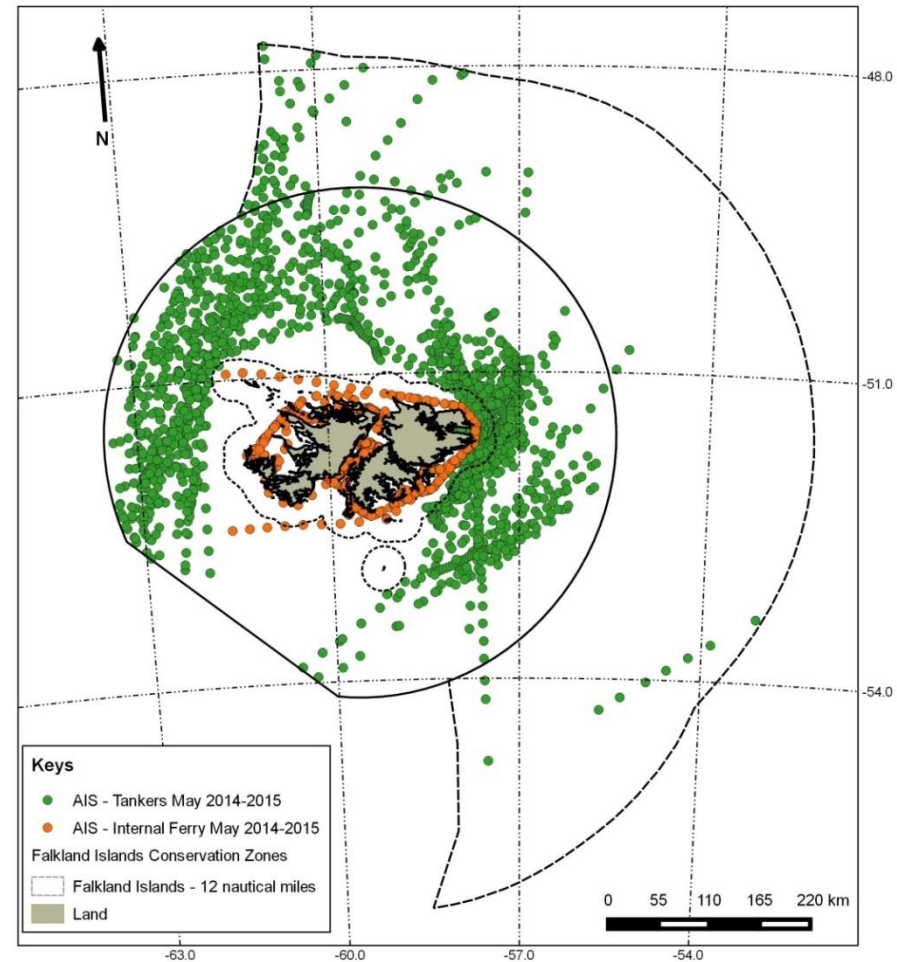 N
-48.0
-51.0
-54.0
Keys
AIS - Tankers May 2014-2015
AIS - Internal Ferry May 2014-2015
Falkland Islands Conservation Zones
Falkland Islands - 12 nautical miles
Land
0 55 110 165 220 km
-63.0 -60.0 -57.0 -54.0